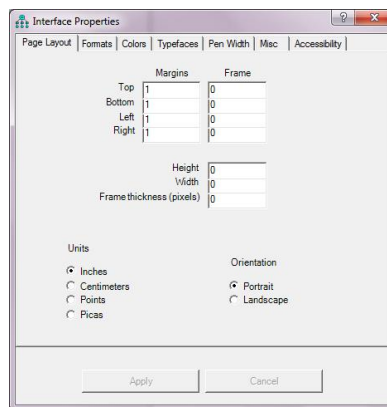 Interface Properties
Page Layout Formats Colors Typefaces Pen Width Misc Accessibility
Margins Frame
Top 1 0
Bottom 1 0
Left 1 0
Right 1 0
Height 0
Width 0
Frame thickness (pixels) 0
Units
Orientation
Inches
Portrait
Centimeters
Landscape
Points
Picas
Apply Cancel